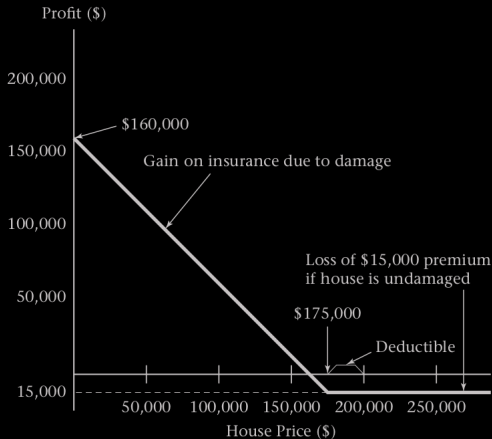 Profit ($)
200,000
$160,000
150,000
Gain on insurance due to damage
100,000
Loss of $15,000 premium
if house is undamaged
50,000
$175,000
Deductible
15,000
50,000 100,000 150,000 200,000 250,000
House Price ($)